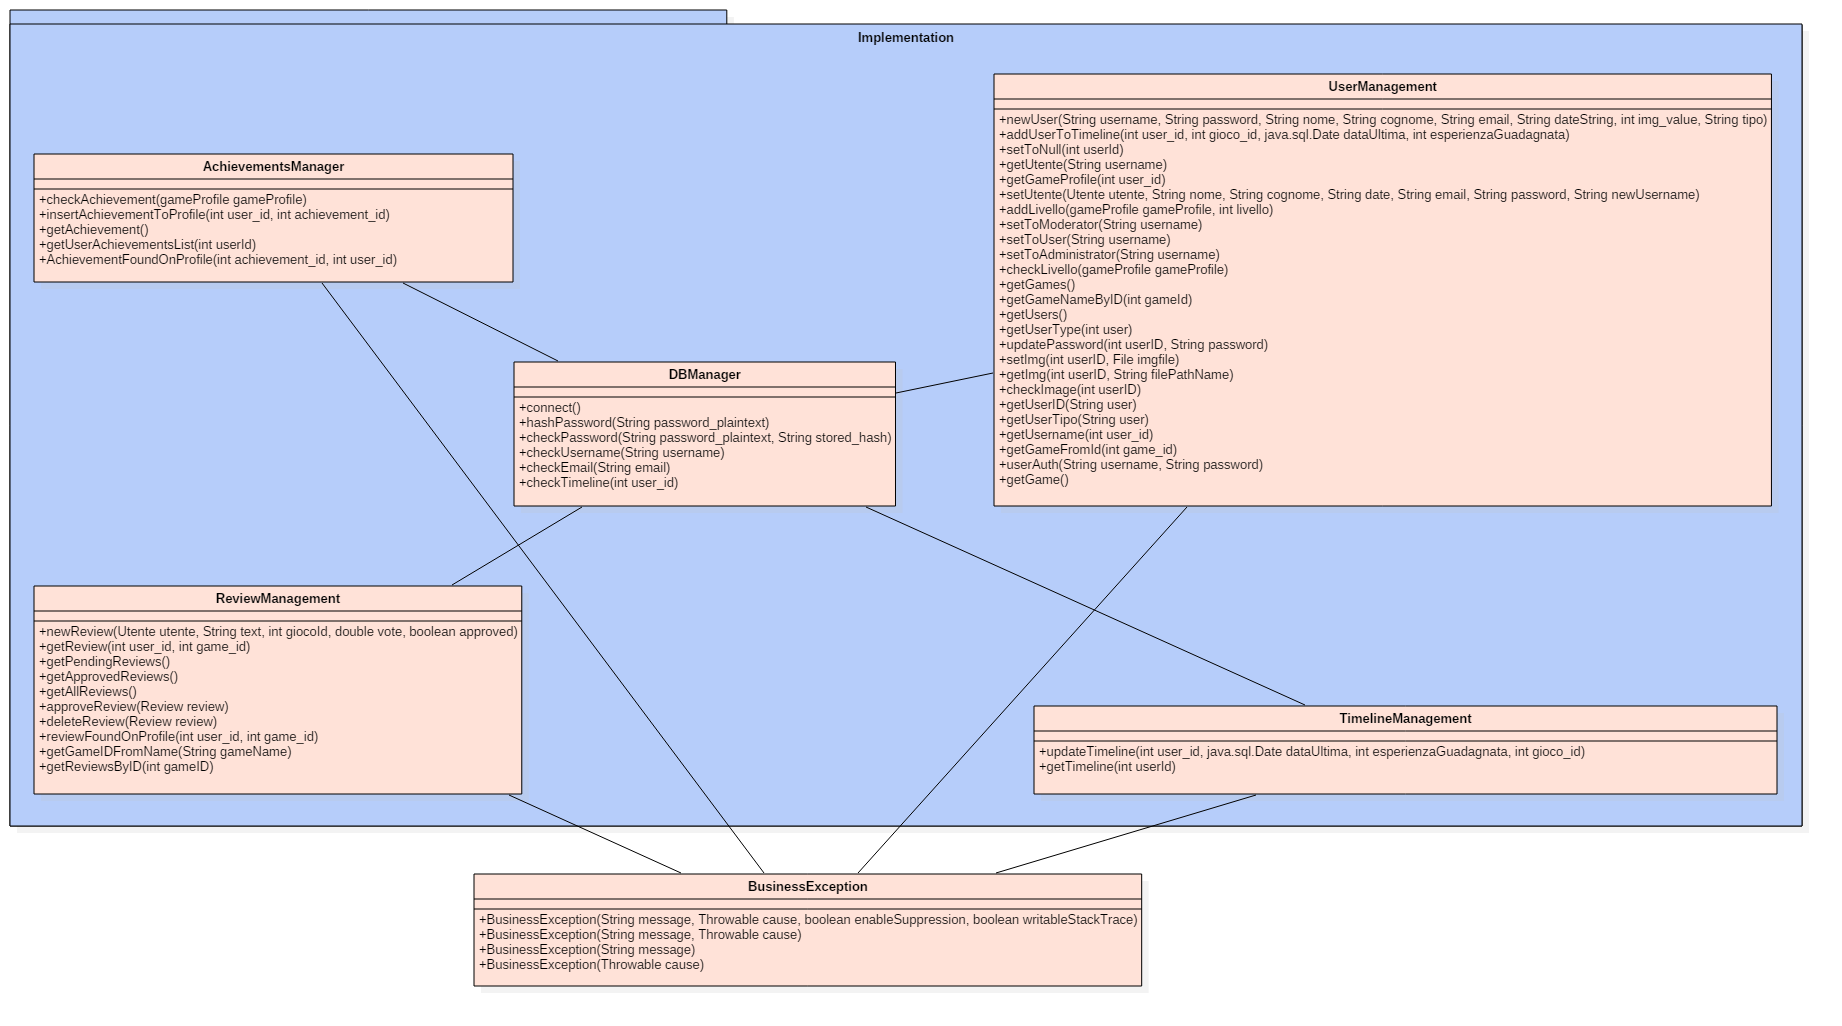 Implementation
UserManagement
+newUser(String username, String password, String nome, String cognome, String email, String dateString, int img_value, String tipo)
+addUserToTimeline(int user_id, int gioco_id, java.sql.Date dataUltima, int esperienzaGuadagnata)
+setToNull(int userId)
+getUtente(String username)
+getGameProfile(int user_id)
+setUtente(Utente utente, String nome, String cognome, String date, String email, String password, String newUsername)
+addLivello(gameProfile gameProfile, int livello)
+setToModerator(String username)
+setToUser(String username)
+setToAdministrator(String username)
+checkLivello(gameProfile gameProfile)
+getGames()
+getGameNameByID(int gameId)
+getUsers()
+getUserType(int user)
+updatePassword(int userID, String password)
+setImg(int userID, File imgfile)
+getImg(int userID, String filePathName)
+checkImage(int userID)
+getUserID(String user)
+getUserTipo(String user)
+getUsername(int user_id)
+getGameFromId(int game_id)
+userAuth(String username, String password)
+getGame()
AchievementsManager
+checkAchievement(gameProfile gameProfile)
+insertAchievementToProfile(int user_id, int achievement_id)
+getAchievement()
+getUserAchievementsList(int userId)
+AchievementFoundOnProfile(int achievement_id, int user_id)
DBManager
+connect()
+hashPassword(String password_plaintext)
+checkPassword(String password_plaintext, String stored_hash)
+checkUsername(String username)
+checkEmail(String email)
+checkTimeline(int user_id)
ReviewManagement
+newReview(Utente utente, String text, int giocoId, double vote, boolean approved)
+getReview(int user_id, int game_id)
+getPendingReviews()
+getApprovedReviews()
+getAllReviews()
+approveReview(Review review)
+deleteReview(Review review)
+reviewFoundOnProfile(int user_id, int game_id)
+getGameIDFromName(String gameName)
+getReviewsByID(int gameID)
TimelineManagement
+updateTimeline(int user_id, java.sql.Date dataUltima, int esperienzaGuadagnata, int gioco_id)
+getTimeline(int userId)
BusinessException
+BusinessException(String message, Throwable cause, boolean enableSuppression, boolean writableStackTrace)
+BusinessException(String message, Throwable cause)
+BusinessException(String message)
+BusinessException(Throwable cause)